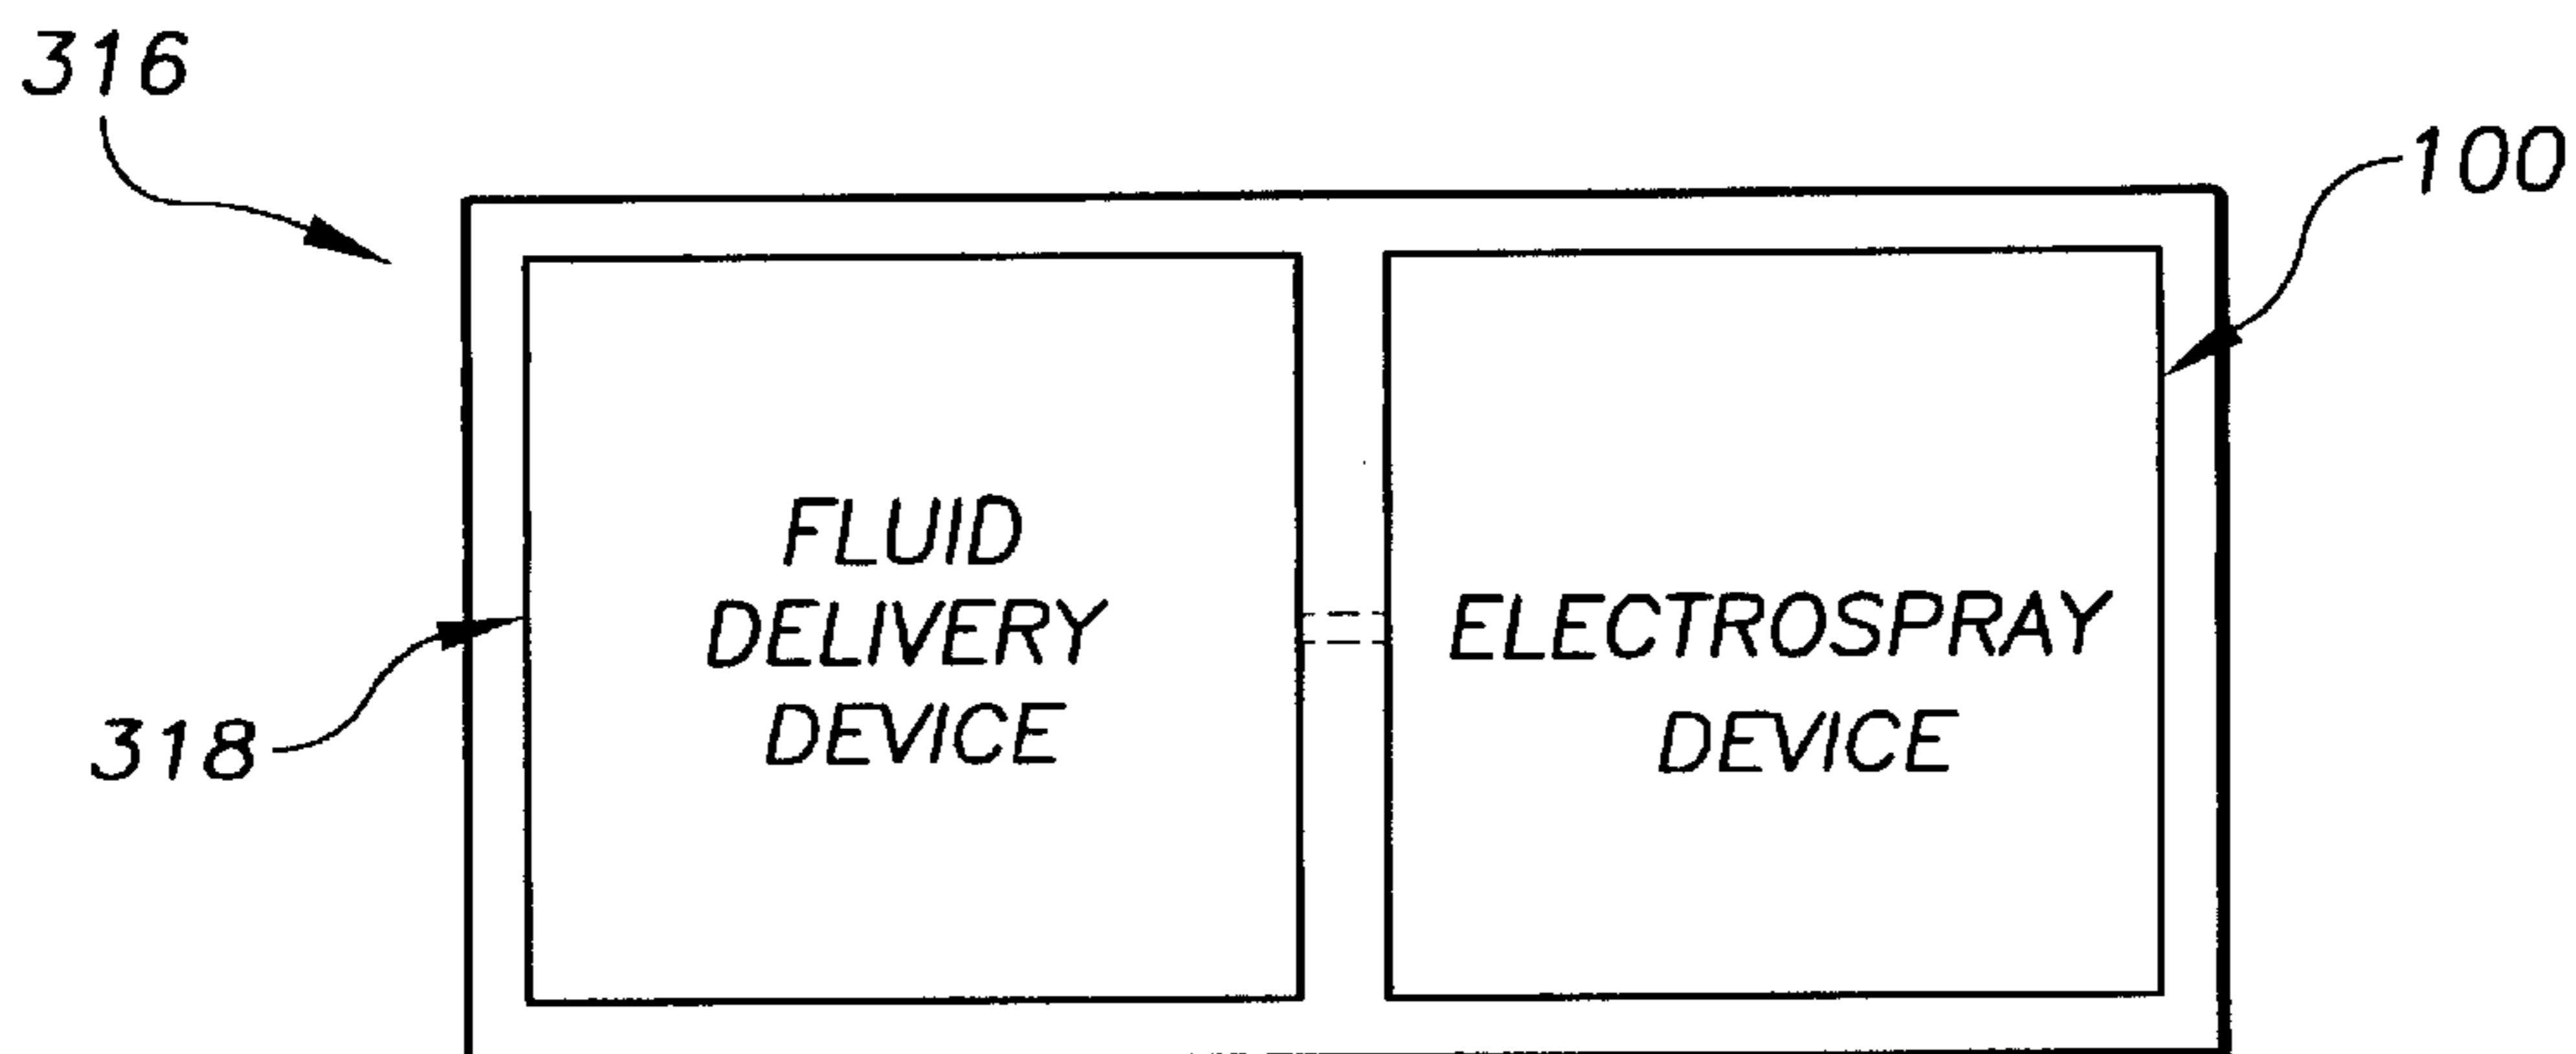 316
100
FLUID
DELIVERY
DEVICE
ELECTROSPRAY
DEVICE
318